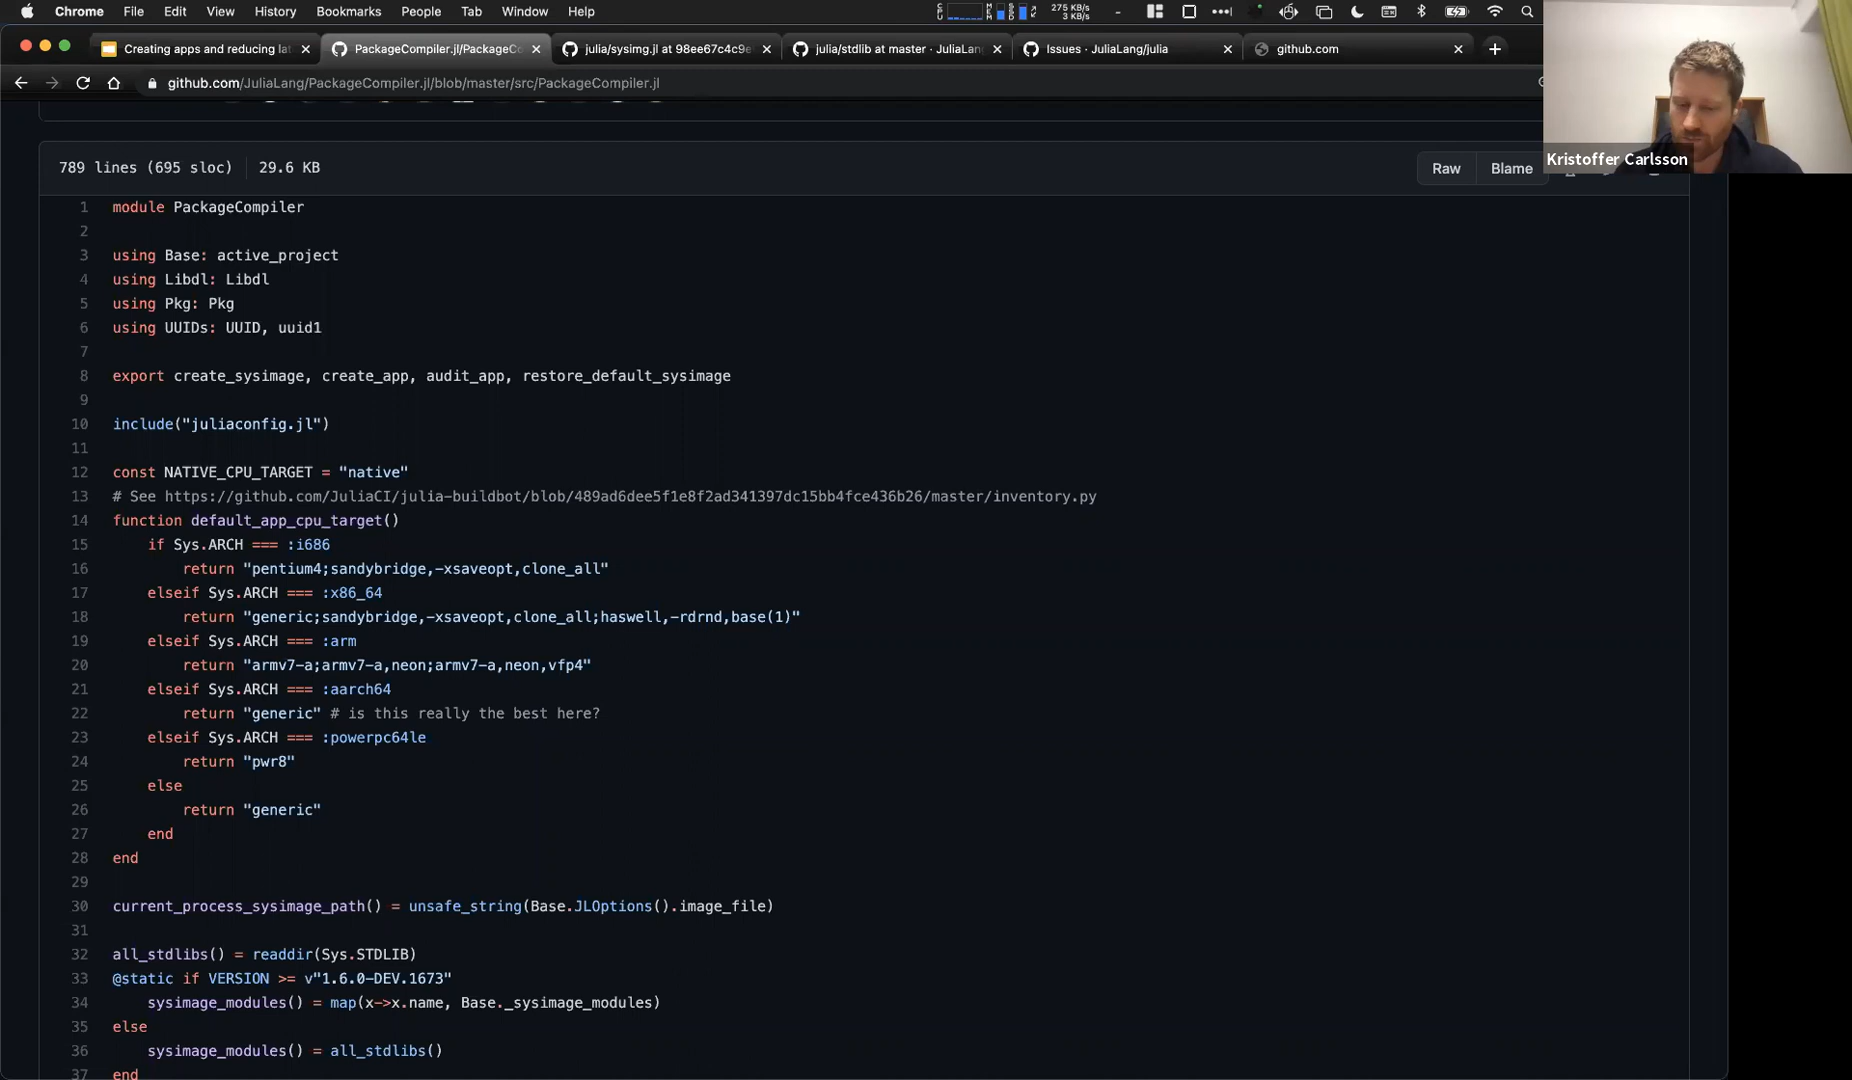 Chrome File Edit View History Bookmarks People Tab Window Help
275 KB/s
3 KB/s
Creating apps and reducing lat
PackageCompiler.jl/PackageCo
julia/sysimg.jl at 98ee67c4c9e
julia/stdlib at master · JuliaLang
Issues · JuliaLang/julia
github.com
github.com/JuliaLang/PackageCompiler.jl/blob/master/src/PackageCompiler.jl
Kristoffer Carlsson
789 lines (695 sloc) 29.6 KB
Raw Blame
1 module PackageCompiler
2
3 using Base: active_project
4 using Libdl: Libdl
5 using Pkg: Pkg
6 using UUIDs: UUID, uuid1
7
8 export create_sysimage, create_app, audit_app, restore_default_sysimage
9
10 include("juliaconfig.jl")
11
12 const NATIVE_CPU_TARGET = "native"
13 # See https://github.com/JuliaCI/julia-buildbot/blob/489ad6dee5f1e8f2ad341397dc15bb4fce436b26/master/inventory.py
14 function default_app_cpu_target()
15 if Sys.ARCH === :i686
16 return "pentium4;sandybridge,-xsaveopt,clone_all"
17 elseif Sys.ARCH === :x86_64
18 return "generic;sandybridge,-xsaveopt,clone_all;haswell,-rdrnd,base(1)"
19 elseif Sys.ARCH === :arm
20 return "armv7-a;armv7-a,neon;armv7-a,neon,vfp4"
21 elseif Sys.ARCH === :aarch64
22 return "generic" # is this really the best here?
23 elseif Sys.ARCH === :powerpc64le
24 return "pwr8"
25 else
26 return "generic"
27 end
28 end
29
30 current_process_sysimage_path() = unsafe_string(Base.JLOptions().image_file)
31
32 all_stdlibs() = readdir(Sys.STDLIB)
33 @static if VERSION >= v"1.6.0-DEV.1673"
34 sysimage_modules() = map(x->x.name, Base._sysimage_modules)
35 else
36 sysimage_modules() = all_stdlibs()
37 end